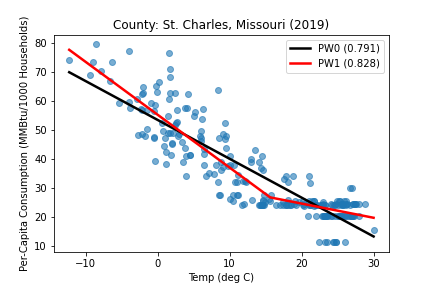 County: St. Charles, Missouri (2019)
Per-Capita Consumption (MMBtu/1000 Households)
80
70
60
50
40
30
20
10
PW0 (0.791)
PW1 (0.828)
−10
0
10
20
30
Temp (deg C)